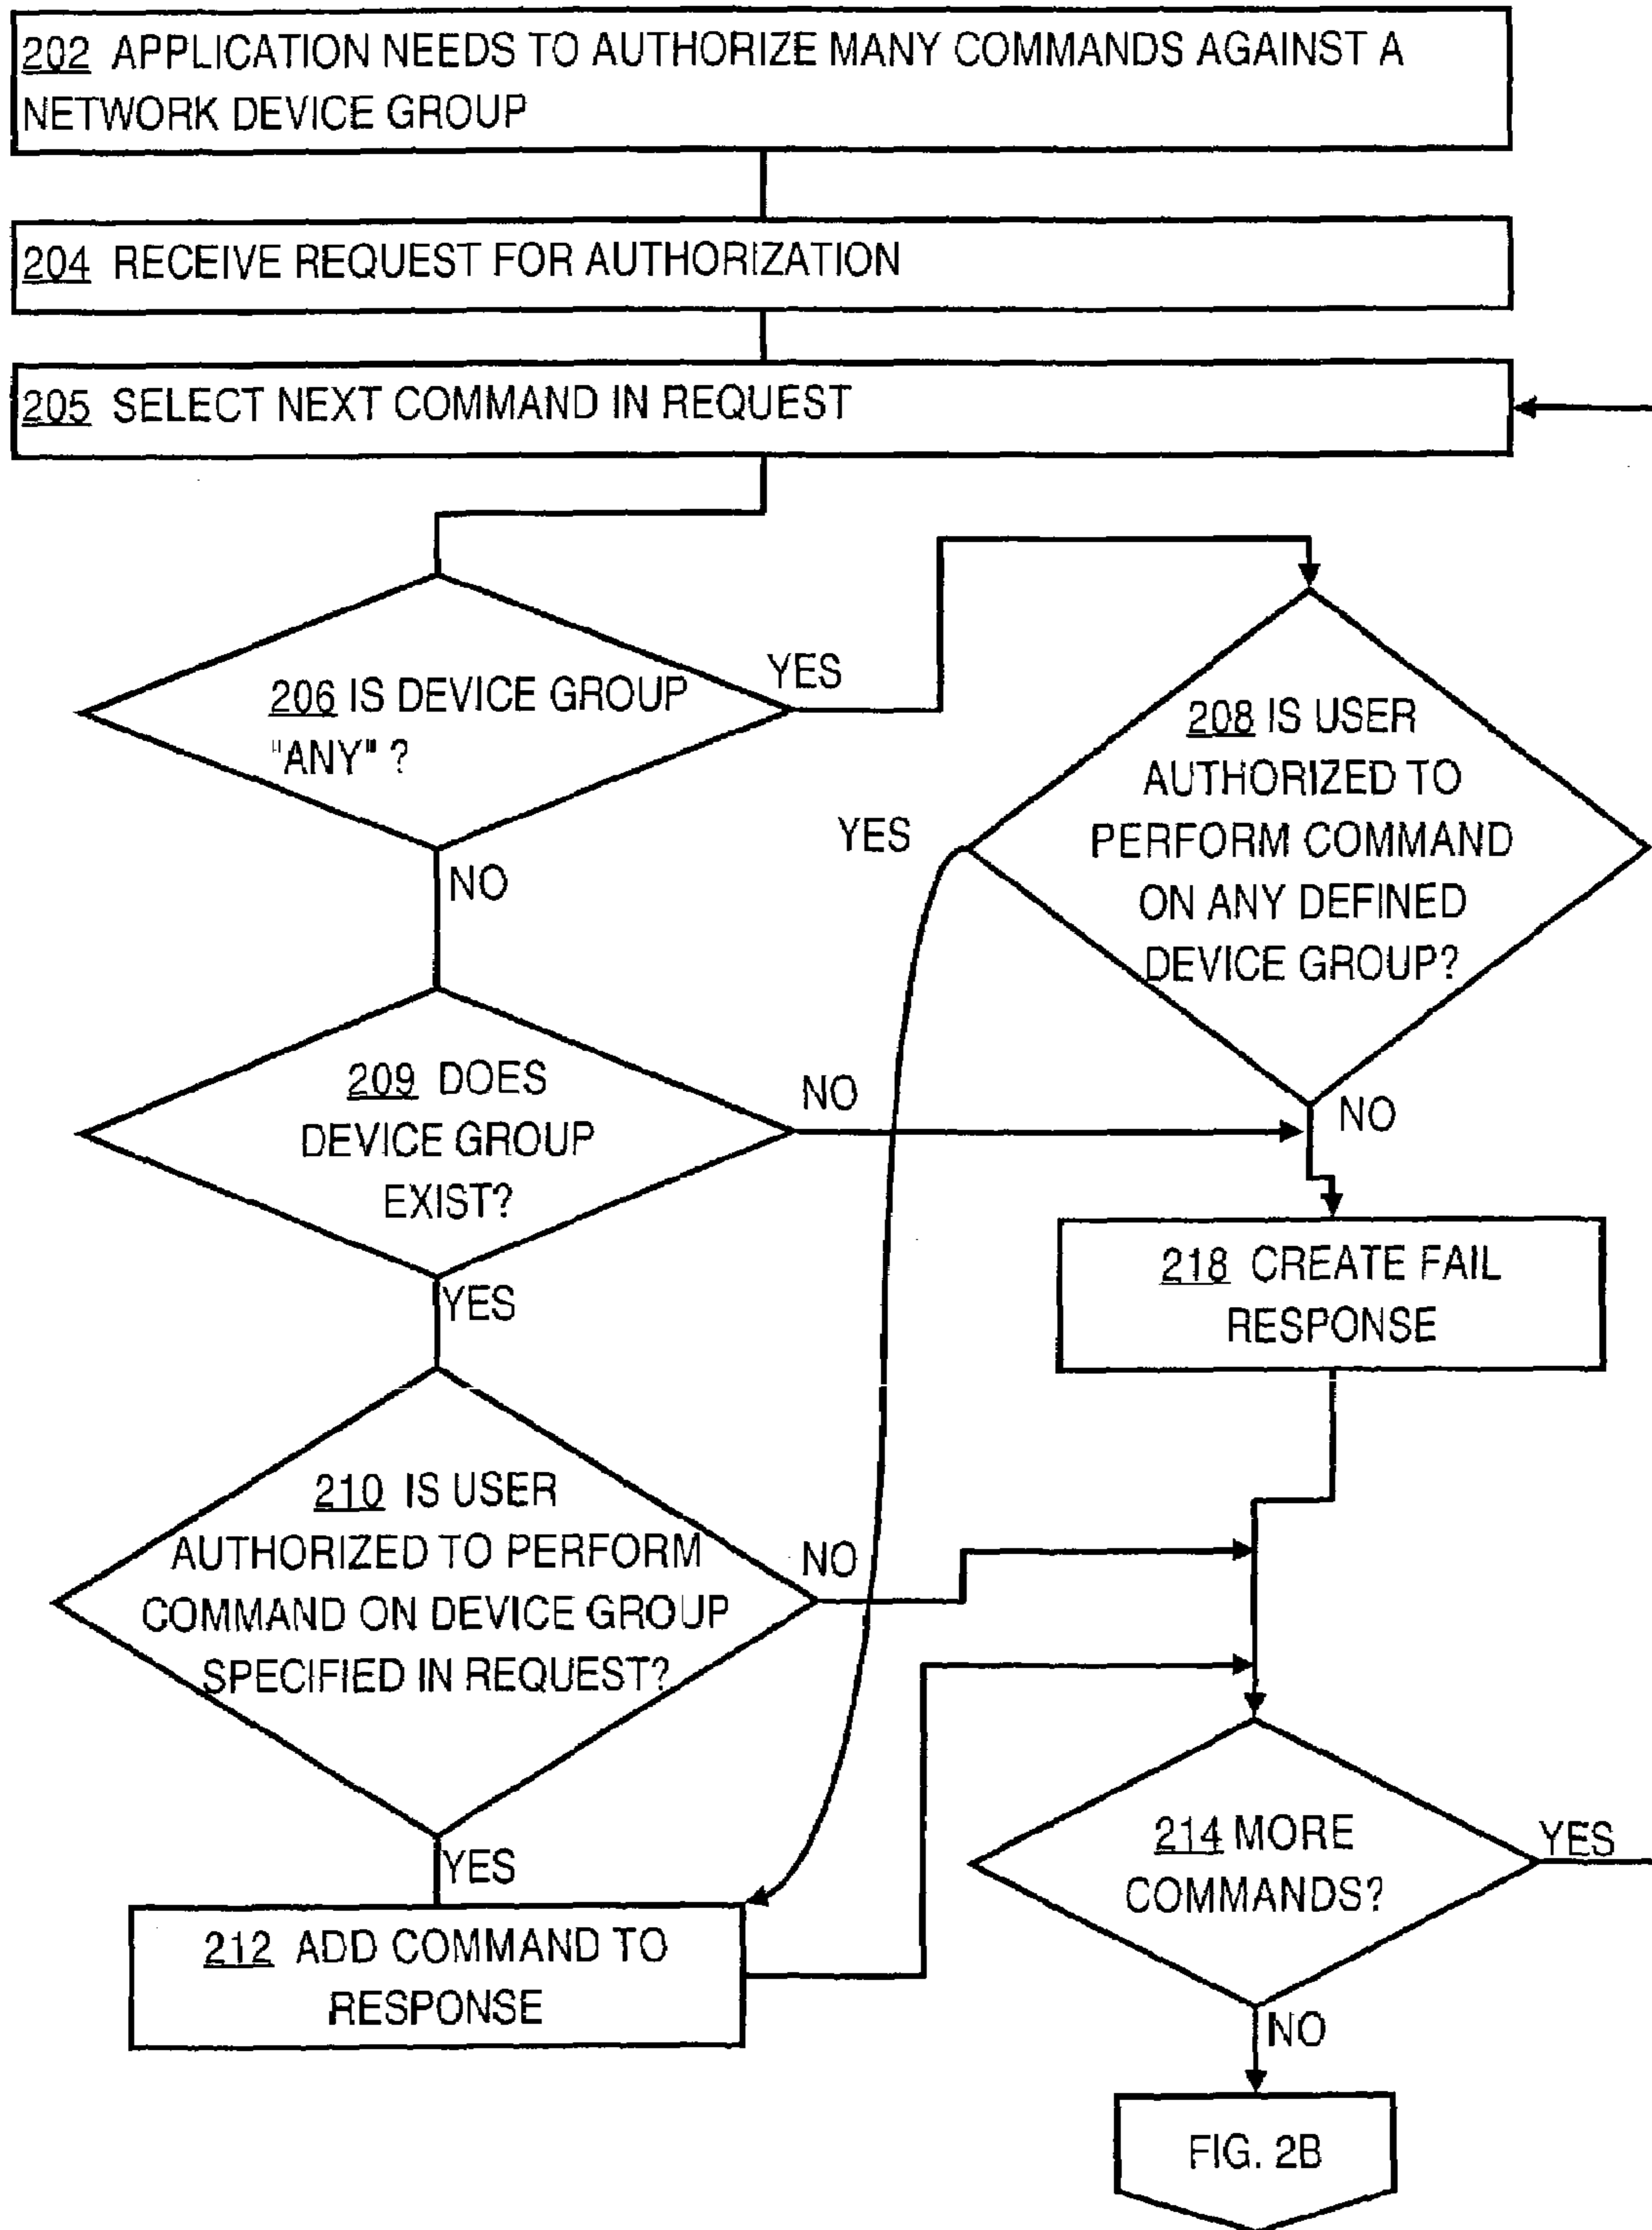 202 APPLICATION NEEDS TO AUTHORIZE MANY COMMANDS AGAINST A
NETWORK DEVICE GROUP
204 RECEIVE REQUEST FOR AUTHORIZATION
205 SELECT NEXT COMMAND IN REQUEST
206 IS DEVICE GROUP
"ANY" ?
YES
NO
208 IS USER
AUTHORIZED TO
PERFORM COMMAND
ON ANY DEFINED
DEVICE GROUP?
YES
NO
209 DOES
DEVICE GROUP
EXIST?
NO
YES
218 CREATE FAIL
RESPONSE
210 IS USER
AUTHORIZED TO PERFORM
COMMAND ON DEVICE GROUP
SPECIFIED IN REQUEST?
NO
YES
212 ADD COMMAND TO
RESPONSE
214 MORE
COMMANDS?
YES
NO
FIG. 2B